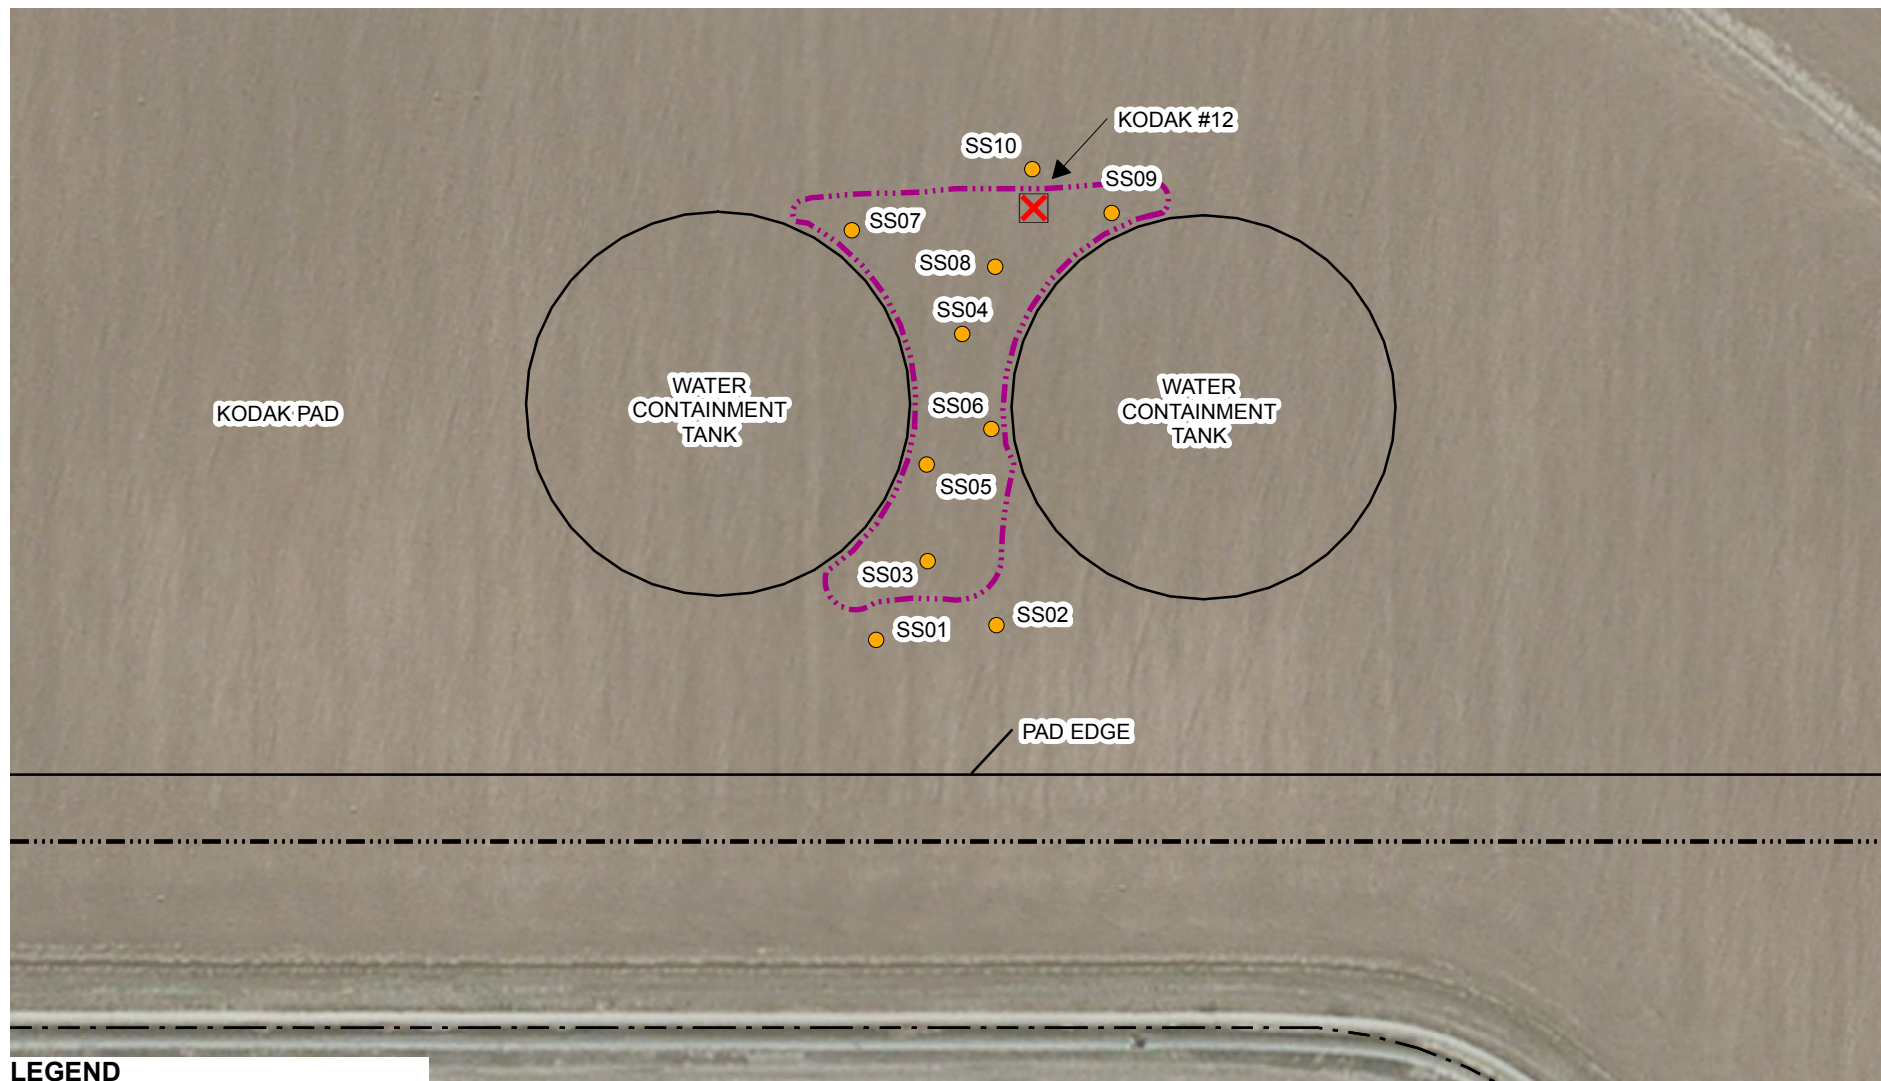 KODAK #12
SS10
SS09
SS07
SS08
SS04
WATER
CONTAINMENT
TANK
WATER
CONTAINMENT
TANK
KODAK PAD
SS06
SS05
SS03
SS02
SS01
PAD EDGE
LEGEND